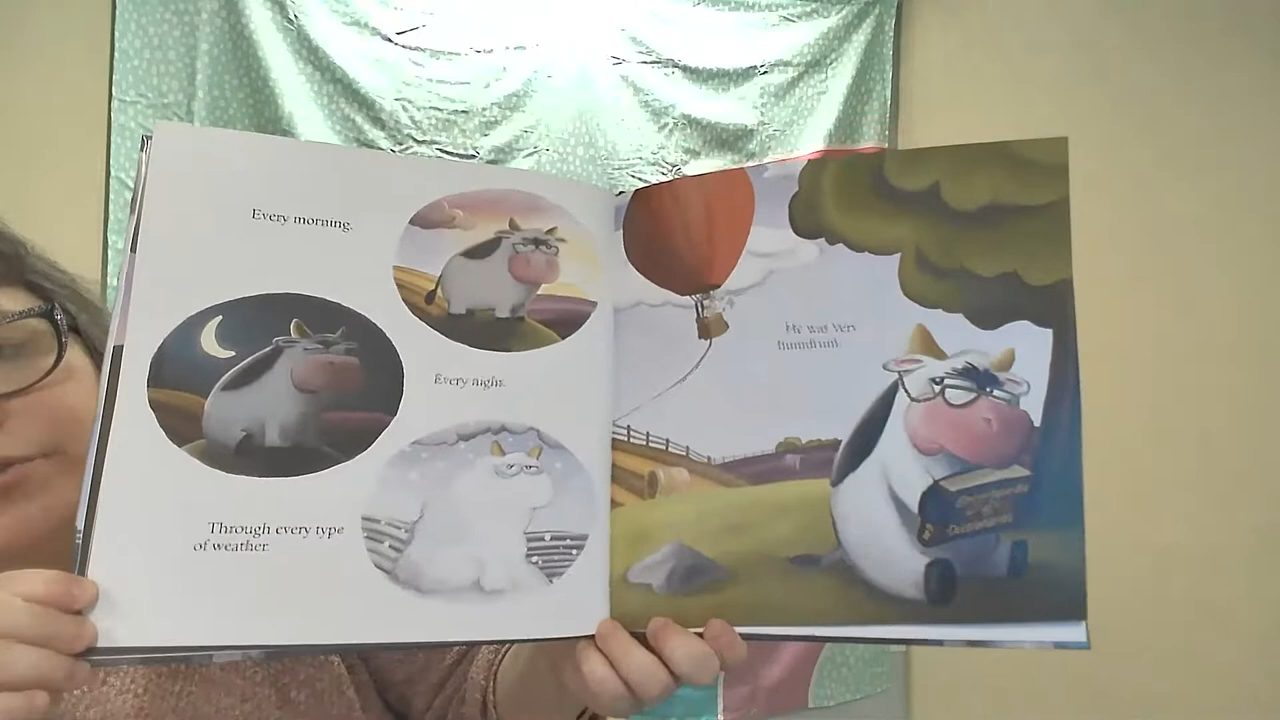 Every morning.
Every night.
Through every type
of weather.
He was very
humdrum.